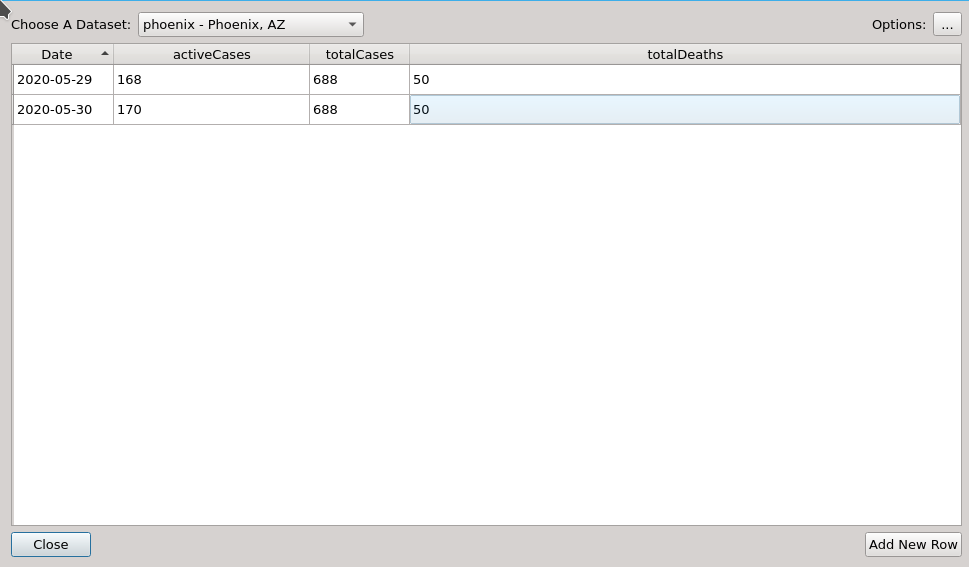 Choose A Dataset: phoenix - Phoenix, AZ Options: ...
Date activeCases totalCases totalDeaths
2020-05-29 168 688 50
2020-05-30 170 688 50
Close Add New Row